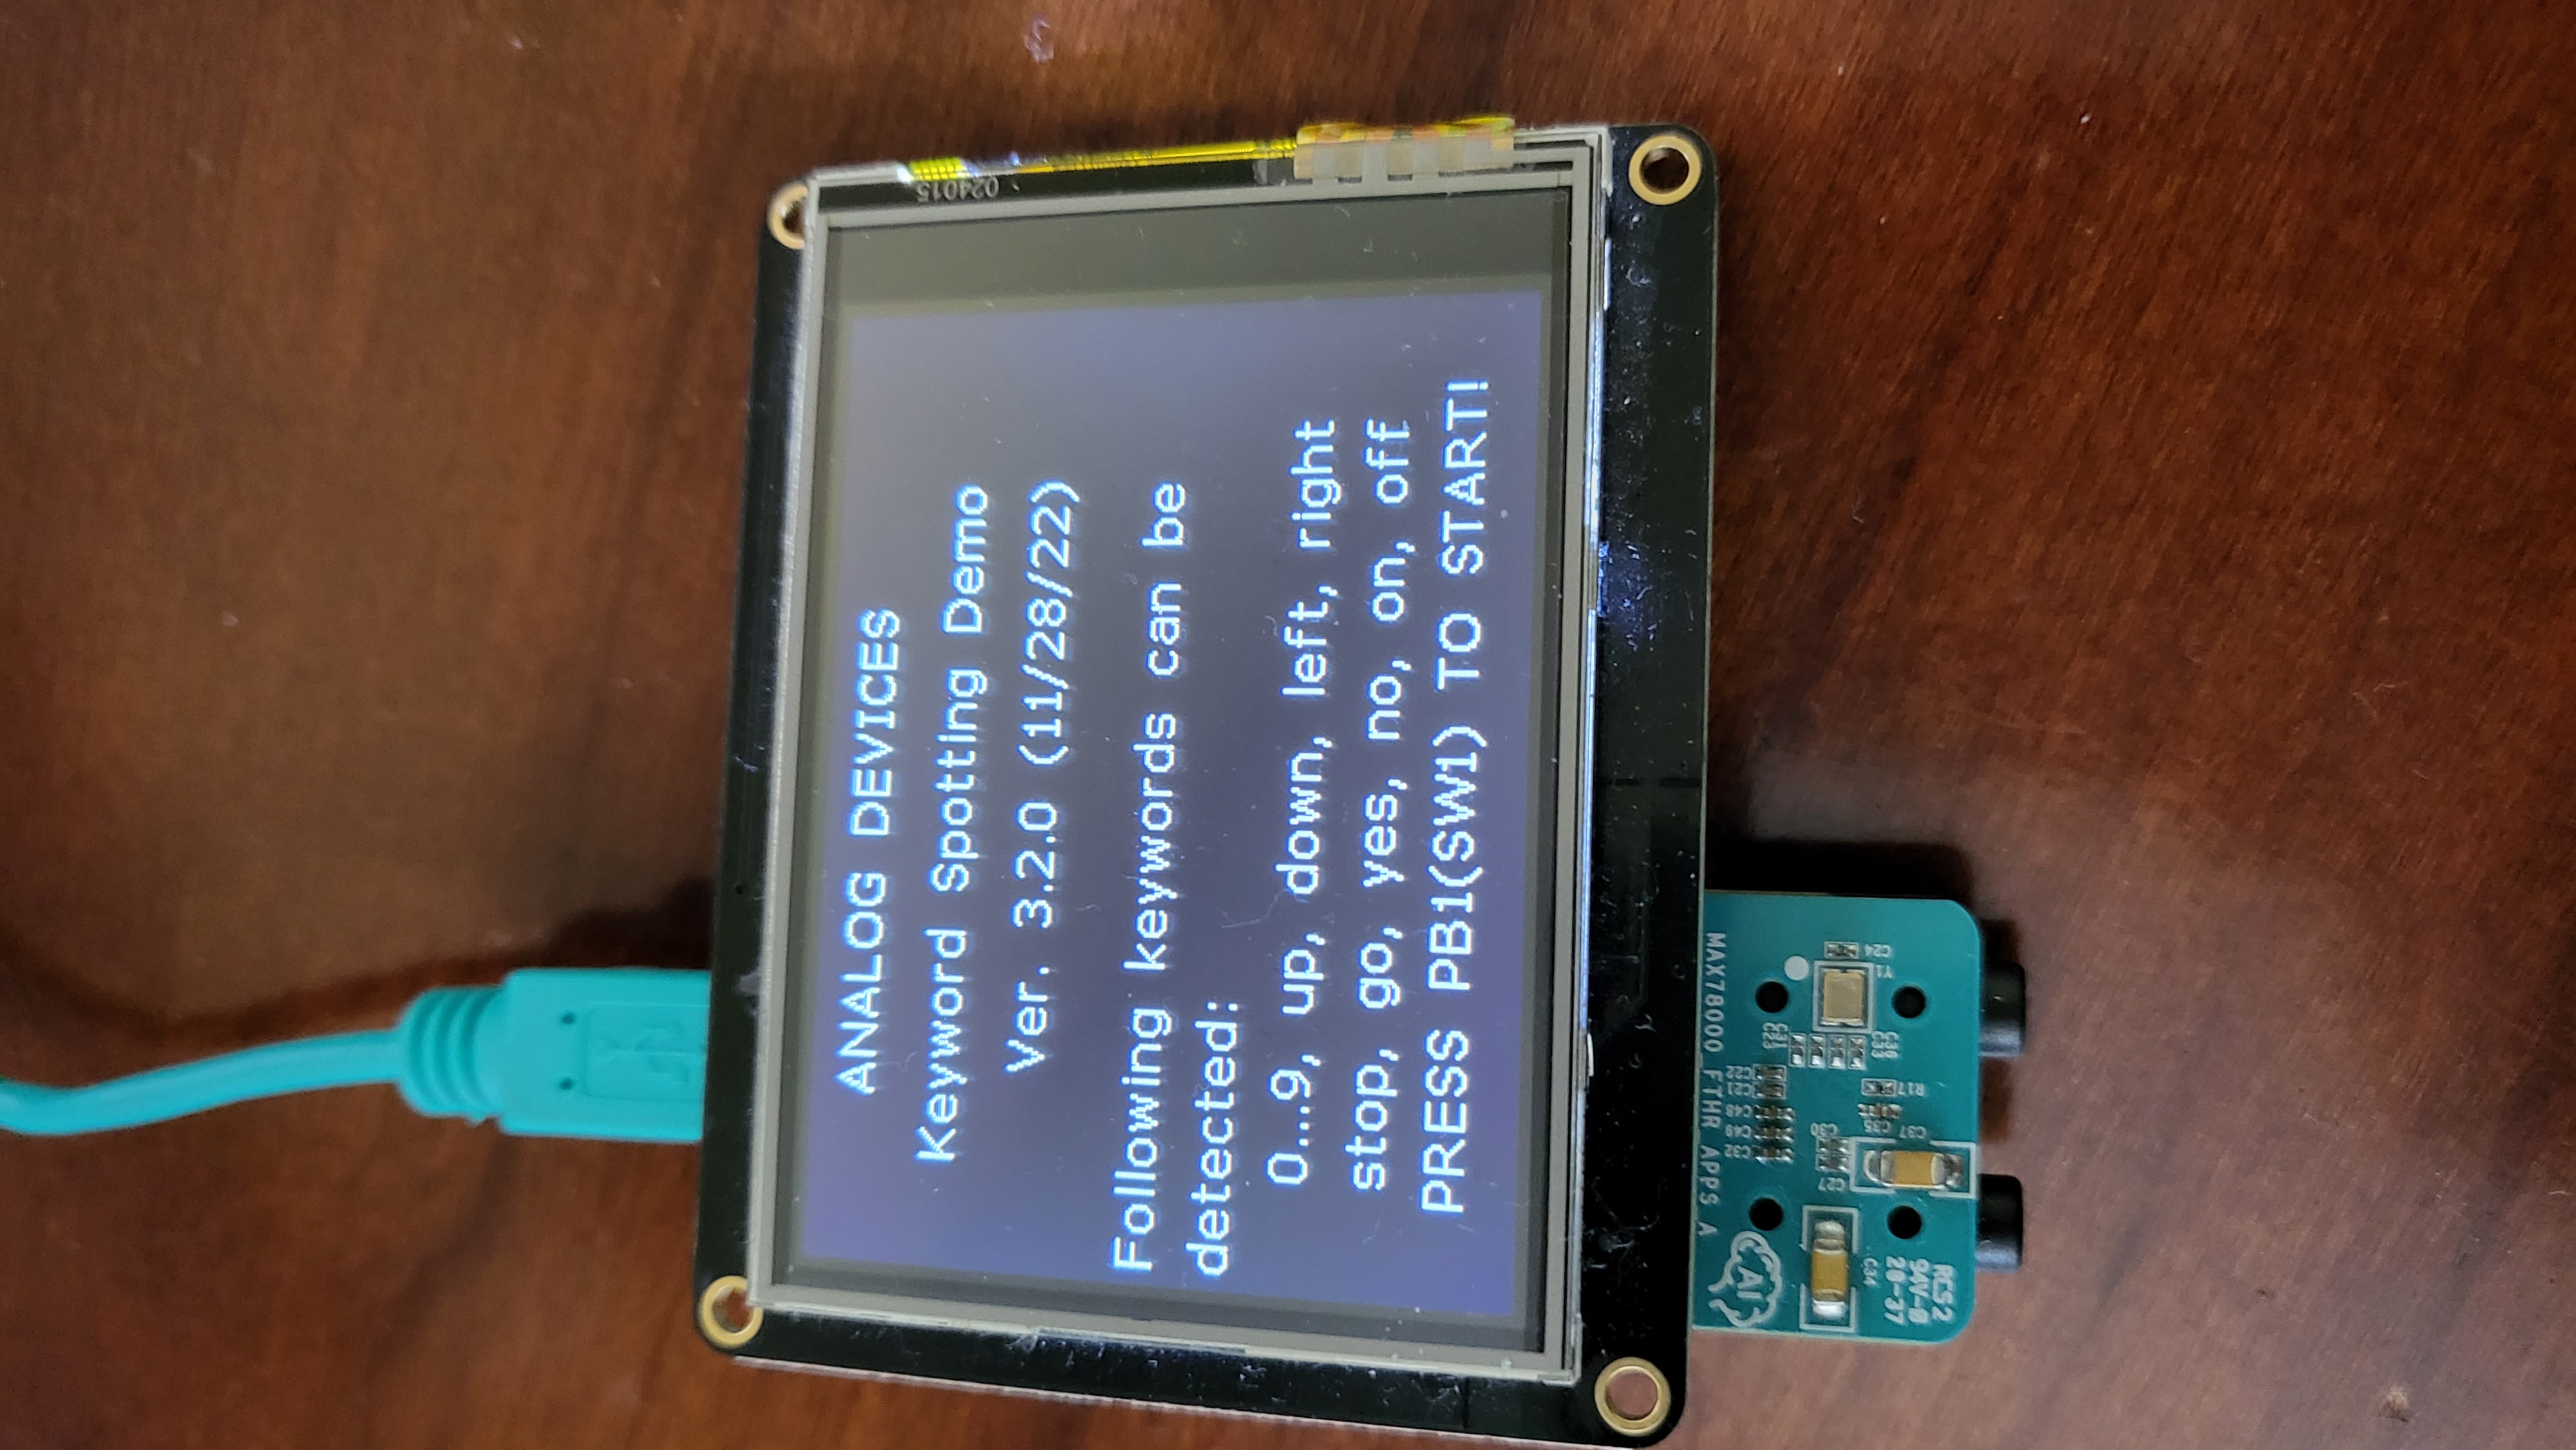 ANALOG DEVICES
Keyword Spotting Demo
Ver. 3.2.0 (11/28/22)
Following keywords can be
detected:
0...9, up, down, left, right
stop, go, yes, no, on, off
PRESS PB1(SW1) TO START!
024015
MAX78000 FTHR APPS A
AI
C32
C49
C48
C21
C22
C27
C30
C34
C35
C37
R17
Y1
C24
RCS2
94V-0
20-37